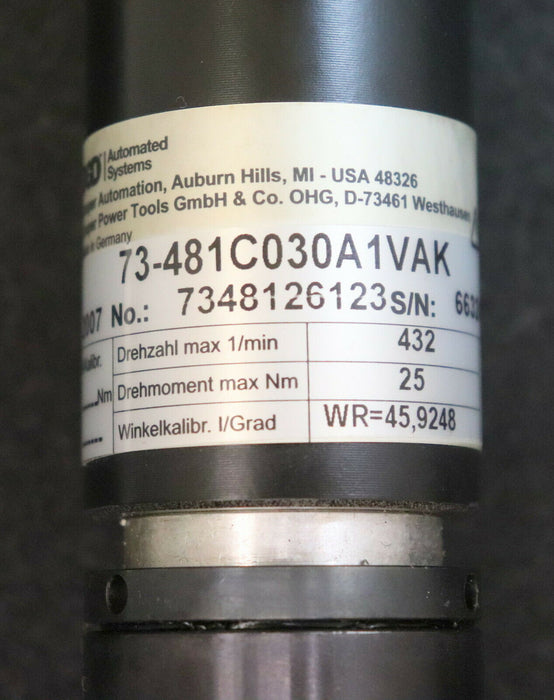 Automated
Systems
Automation, Auburn Hills, MI - USA 48326
Power Tools GmbH & Co. OHG, D-73461 Westhausen
in Germany
73-481C030A1VAK
No.: 7348126123 S/N:
Drehzahl max 1/min 432
Nm Drehmoment max Nm 25
Winkelkalibr. I/Grad WR=45,9248